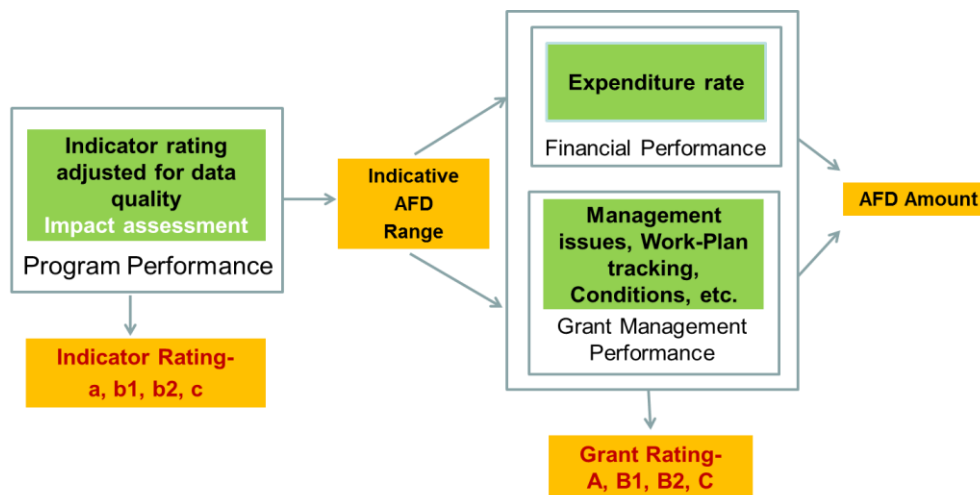 Indicator rating
adjusted for data
quality
Impact assessment
Program Performance
Indicator Rating-
a, b1, b2, c
Indicative
AFD
Range
Expenditure rate
Financial Performance
Management
issues, Work-Plan
tracking,
Conditions, etc.
Grant Management
Performance
Grant Rating-
A, B1, B2, C
AFD Amount